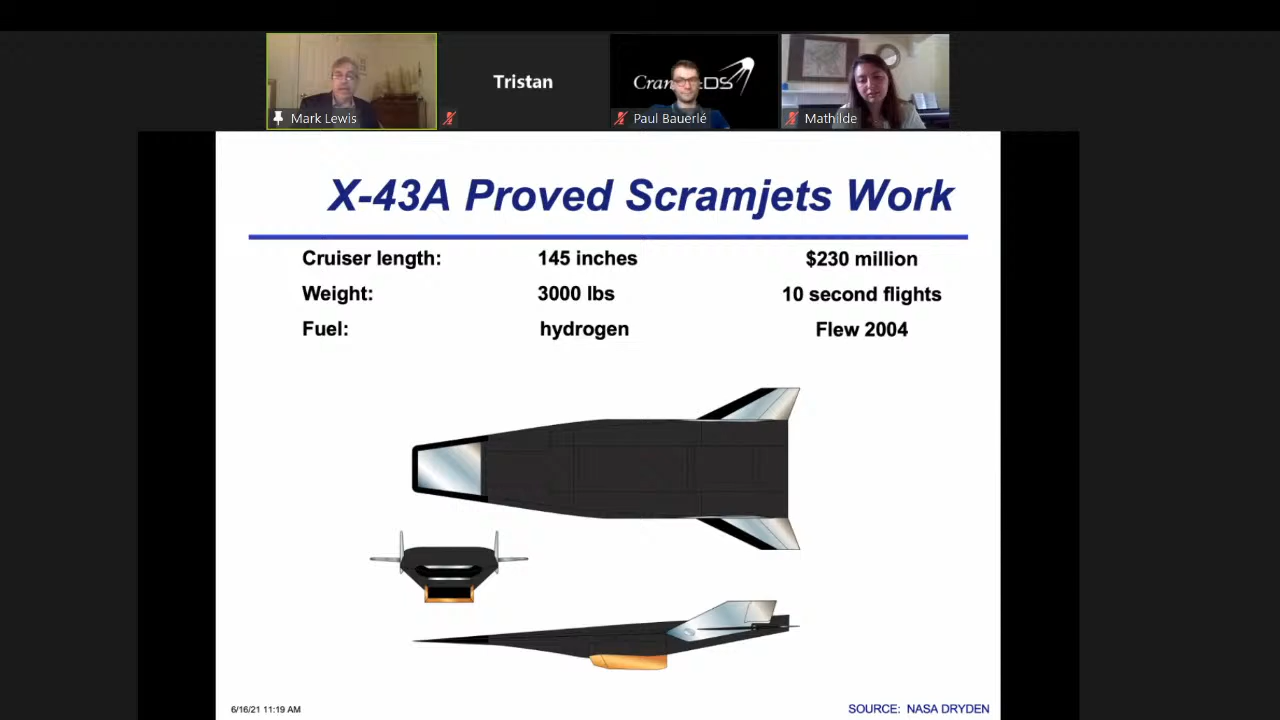 Mark Lewis
Tristan
Paul Bauerlé
Mathilde
X-43A Proved Scramjets Work
Cruiser length: 145 inches $230 million
Weight: 3000 lbs 10 second flights
Fuel: hydrogen Flew 2004
6/16/21 11:19 AM
SOURCE: NASA DRYDEN